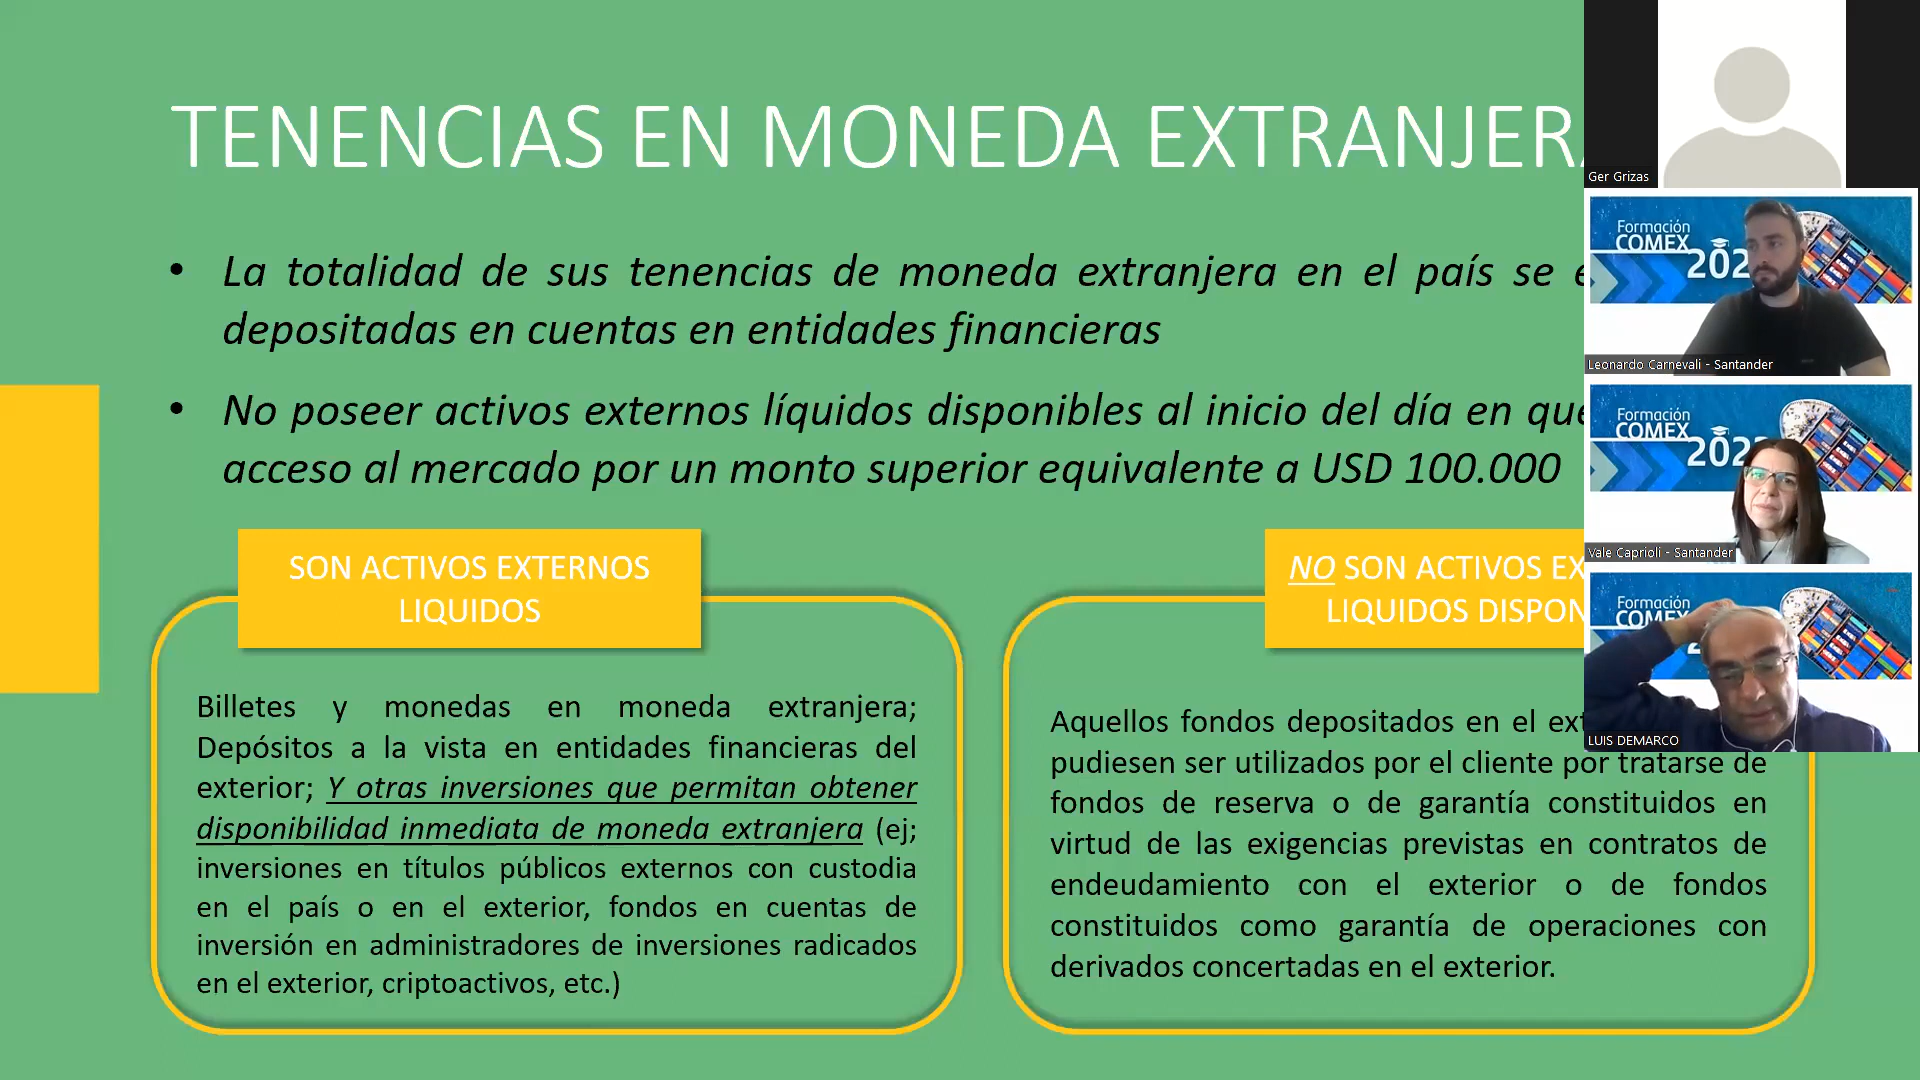 TENENCIAS EN MONEDA EXTRANJERA
• La totalidad de sus tenencias de moneda extranjera en el país se
depositadas en cuentas en entidades financieras
• No poseer activos externos líquidos disponibles al inicio del día en que
acceso al mercado por un monto superior equivalente a USD 100.000
SON ACTIVOS EXTERNOS
LIQUIDOS
Billetes y monedas en moneda extranjera;
Depósitos a la vista en entidades financieras del
exterior; Y otras inversiones que permitan obtener
disponibilidad inmediata de moneda extranjera (ej;
inversiones en títulos públicos externos con custodia
en el país o en el exterior, fondos en cuentas de
inversión en administradores de inversiones radicados
en el exterior, criptoactivos, etc.)
NO SON ACTIVOS EX
LIQUIDOS DISPON
Aquellos fondos depositados en el ext
pudiesen ser utilizados por el cliente por tratarse de
fondos de reserva o de garantía constituidos en
virtud de las exigencias previstas en contratos de
endeudamiento con el exterior o de fondos
constituidos como garantía de operaciones con
derivados concertadas en el exterior.
Ger Grizas
Formación
COMEX
202
Leonardo Carnevali - Santander
Formación
COMEX
202
Vale Caprioli - Santander
Formación
COMEX
LUIS DEMARCO